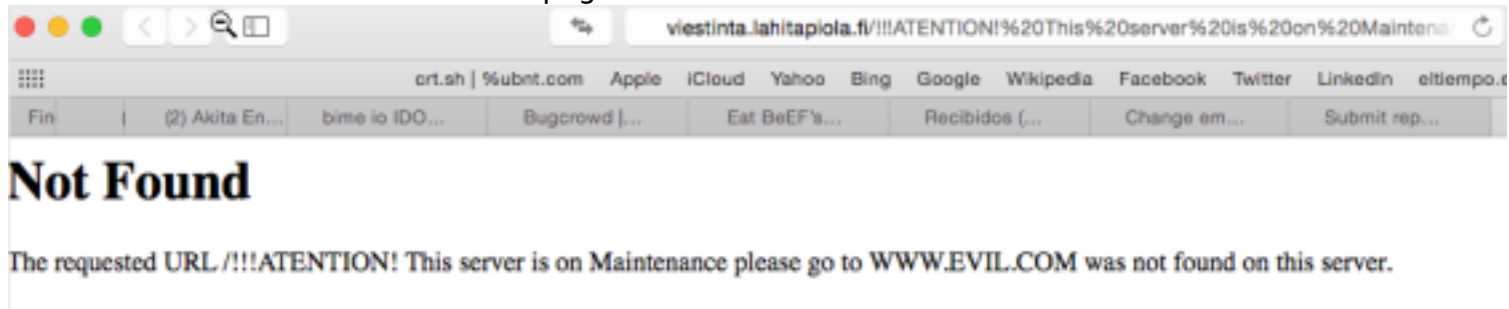 viestinta.lahitapiola.fi/!!!ATENTION!%20This%20server%20is%20on%20Maintena
crt.sh | %ubnt.com Apple iCloud Yahoo Bing Google Wikipedia Facebook Twitter LinkedIn eltiempo.c
Fin (2) Akita En... bime io IDO... Bugcrowd |... Eat BeEF's... Recibidos (... Change em... Submit rep...
Not Found
The requested URL /!!!ATENTION! This server is on Maintenance please go to WWW.EVIL.COM was not found on this server.